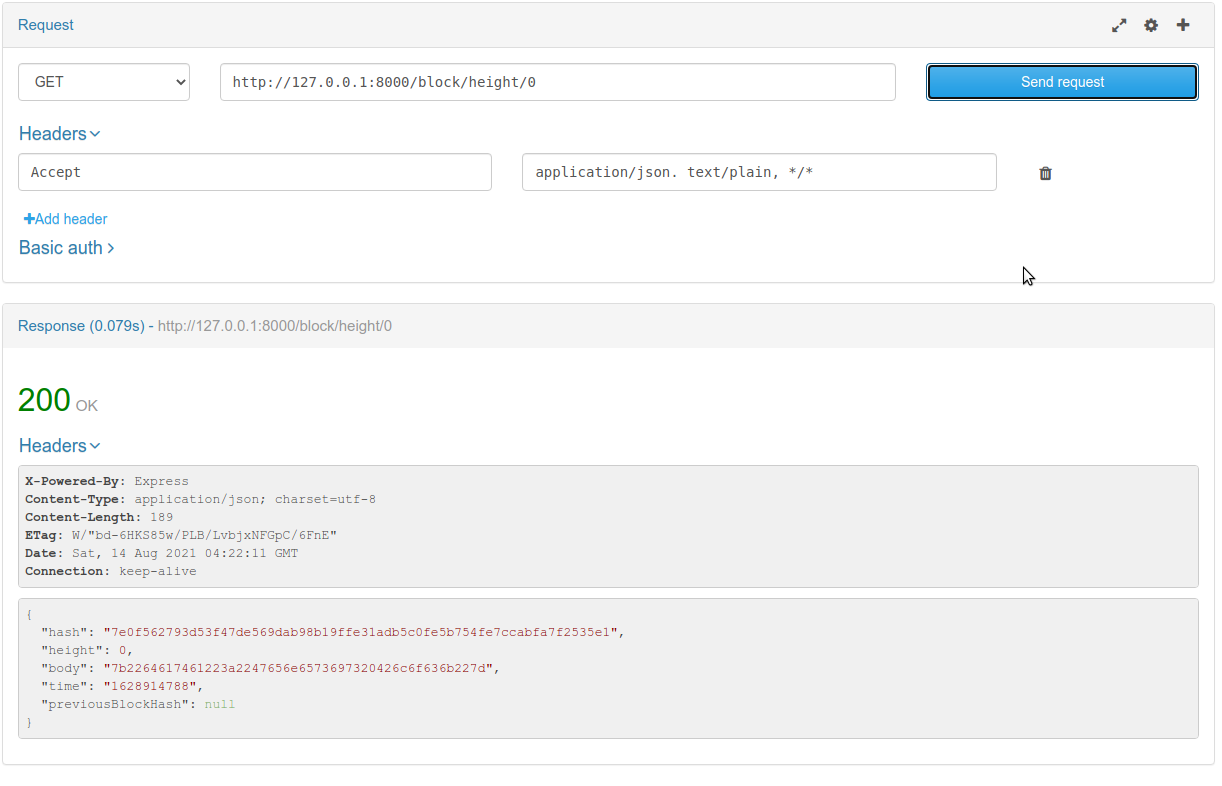 Request
GET
http://127.0.0.1:8000/block/height/0
Send request
Headers
Accept
application/json. text/plain, */*
Add header
Basic auth
Response (0.079s) - http://127.0.0.1:8000/block/height/0
200 OK
Headers
X-Powered-By: Express
Content-Type: application/json; charset=utf-8
Content-Length: 189
ETag: W/"bd-6HKS85w/PLB/LvbjxNFGpC/6FnE"
Date: Sat, 14 Aug 2021 04:22:11 GMT
Connection: keep-alive
{
"hash": "7e0f562793d53f47de569dab98b19ffe31adb5c0fe5b754fe7ccabfa7f2535e1",
"height": 0,
"body": "7b2264617461223a2247656e6573697320426c6f636b227d",
"time": "1628914788",
"previousBlockHash": null
}